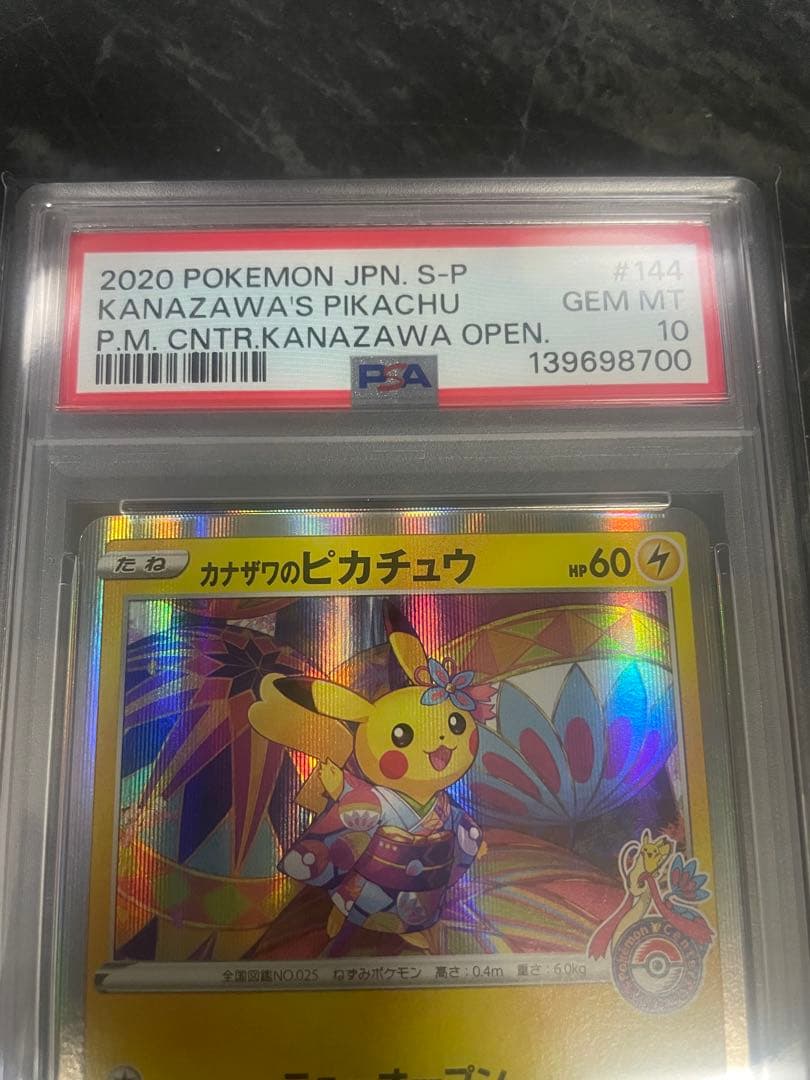 2020 POKEMON JPN. S-P #144
KANAZAWA'S PIKACHU GEM MT
P.M. CNTR.KANAZAWA OPEN. 10
PSA 139698700
たね カナザワのピカチュウ HP60
Pokémon Center
全国図鑑NO.025 ねずみポケモン 高さ:0.4m 重さ:6.0kg